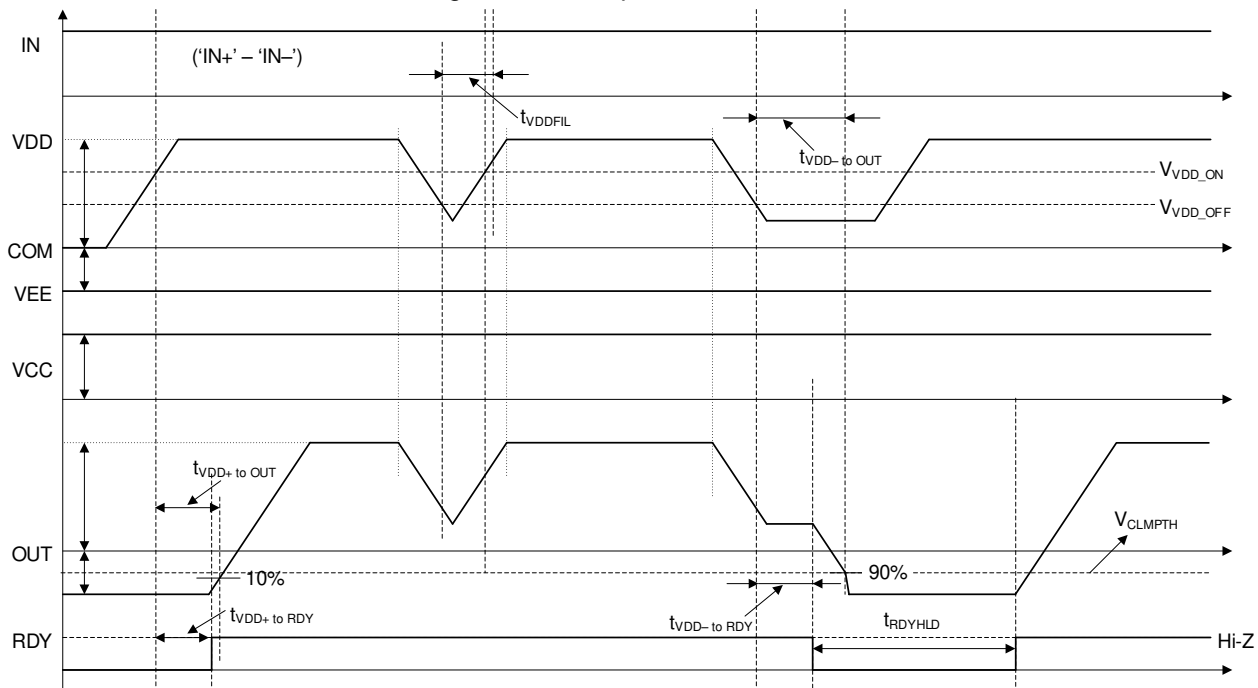 IN
('IN+' – 'IN–')
tVDDFIL
VDD
tVDD– to OUT
VVDD_ON
VVDD_OFF
COM
VEE
VCC
tVDD+ to OUT
VCLMPTH
OUT
10%
90%
tVDD+ to RDY
tVDD– to RDY
tRDYHLD
RDY
Hi-Z